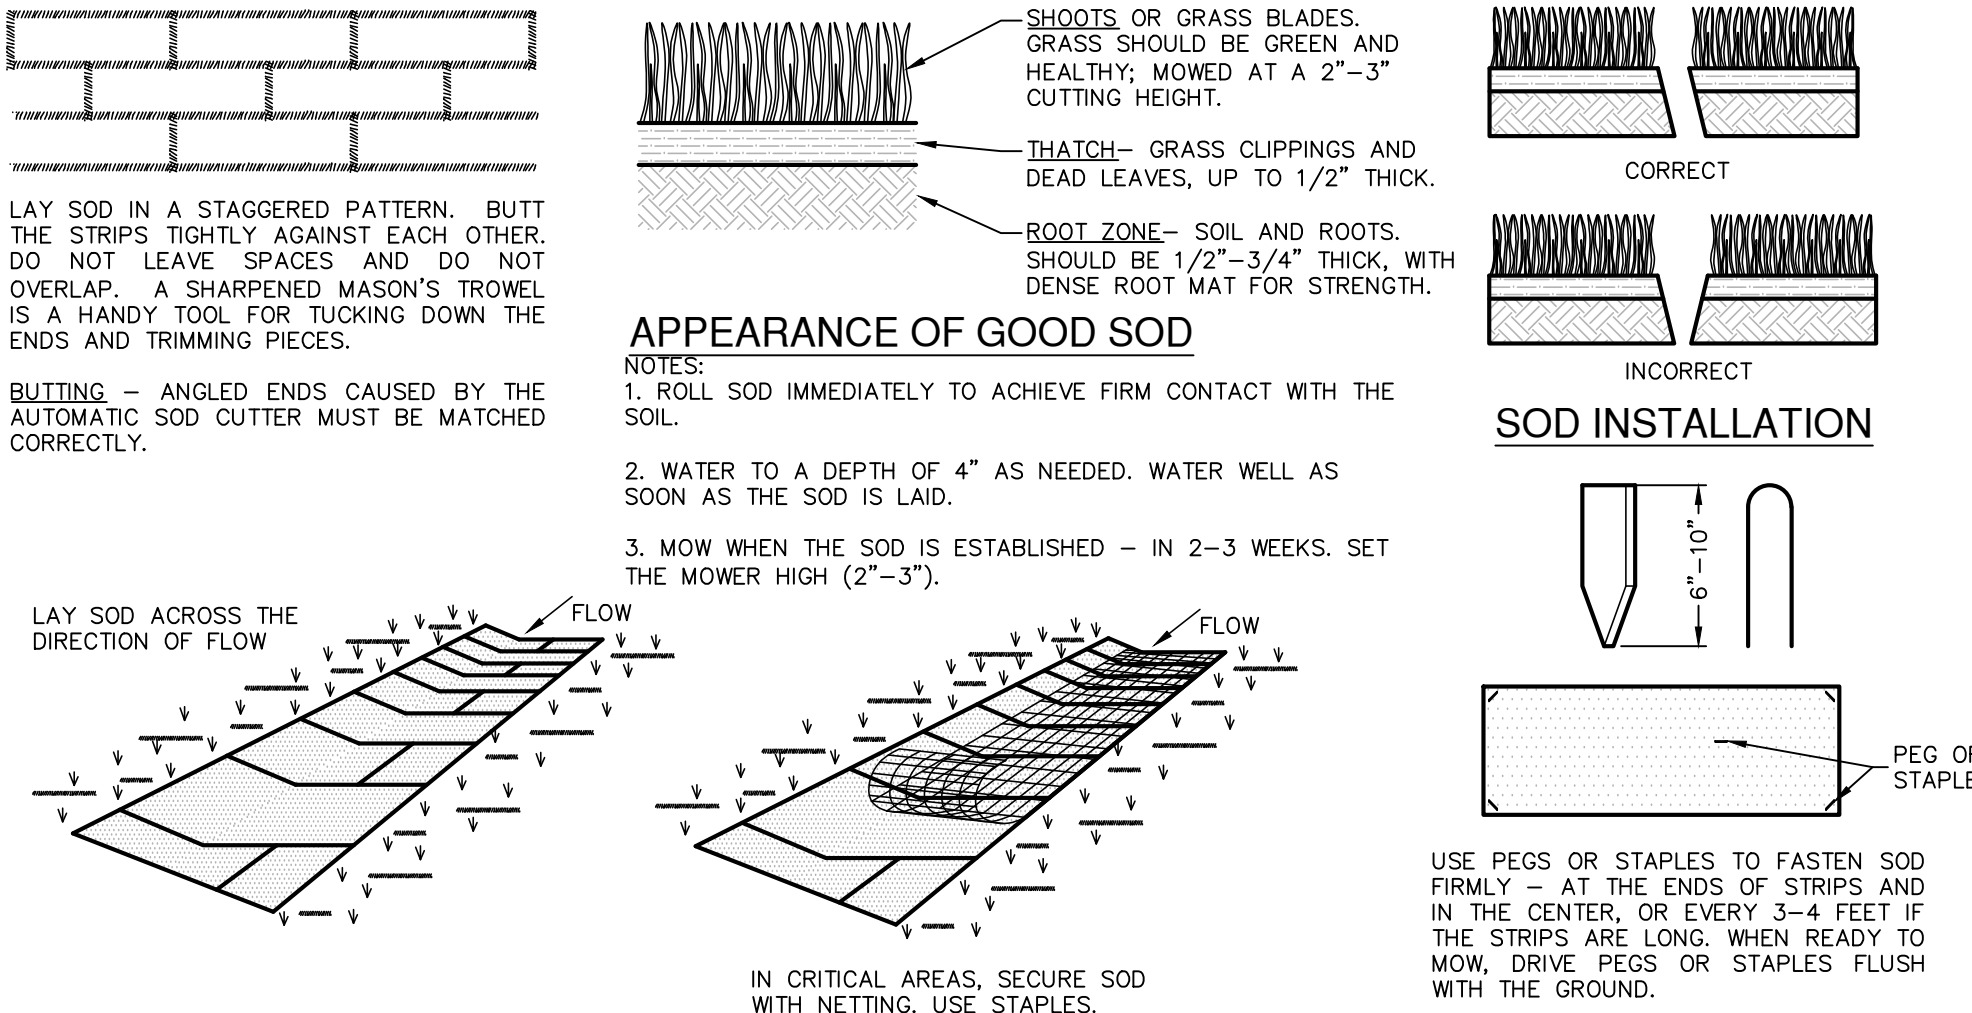 LAY SOD IN A STAGGERED PATTERN. BUTT
THE STRIPS TIGHTLY AGAINST EACH OTHER.
DO NOT LEAVE SPACES AND DO NOT
OVERLAP. A SHARPENED MASON'S TROWEL
IS A HANDY TOOL FOR TUCKING DOWN THE
ENDS AND TRIMMING PIECES.
BUTTING – ANGLED ENDS CAUSED BY THE
AUTOMATIC SOD CUTTER MUST BE MATCHED
CORRECTLY.
SHOOTS OR GRASS BLADES.
GRASS SHOULD BE GREEN AND
HEALTHY; MOWED AT A 2"–3"
CUTTING HEIGHT.
THATCH– GRASS CLIPPINGS AND
DEAD LEAVES, UP TO 1/2" THICK.
ROOT ZONE– SOIL AND ROOTS.
SHOULD BE 1/2"–3/4" THICK, WITH
DENSE ROOT MAT FOR STRENGTH.
APPEARANCE OF GOOD SOD
NOTES:
1. ROLL SOD IMMEDIATELY TO ACHIEVE FIRM CONTACT WITH THE
SOIL.
2. WATER TO A DEPTH OF 4" AS NEEDED. WATER WELL AS
SOON AS THE SOD IS LAID.
3. MOW WHEN THE SOD IS ESTABLISHED – IN 2–3 WEEKS. SET
THE MOWER HIGH (2"–3").
CORRECT
INCORRECT
SOD INSTALLATION
6"–10"
PEG OR
STAPLE
USE PEGS OR STAPLES TO FASTEN SOD
FIRMLY – AT THE ENDS OF STRIPS AND
IN THE CENTER, OR EVERY 3–4 FEET IF
THE STRIPS ARE LONG. WHEN READY TO
MOW, DRIVE PEGS OR STAPLES FLUSH
WITH THE GROUND.
LAY SOD ACROSS THE
DIRECTION OF FLOW
FLOW
FLOW
IN CRITICAL AREAS, SECURE SOD
WITH NETTING. USE STAPLES.